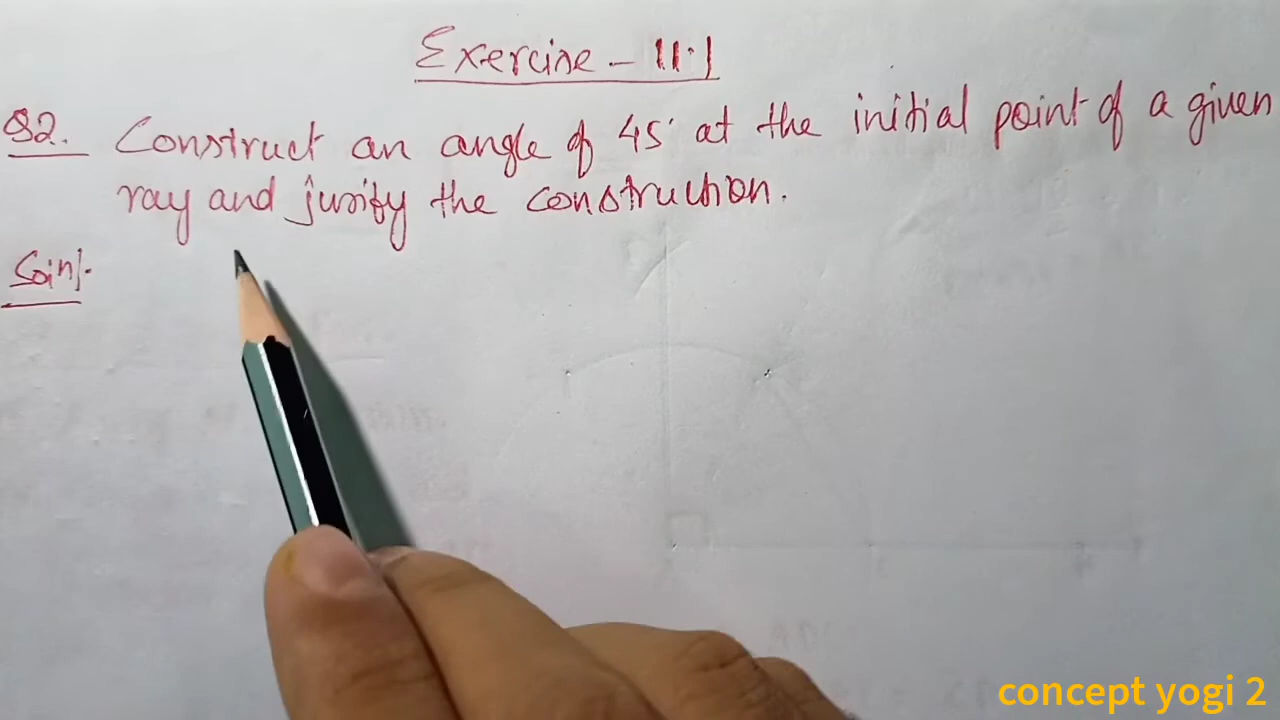 Exercise - 11.1
Q2. Construct an angle of 45° at the initial point of a given
ray and justify the construction.
Soln:-
concept yogi 2